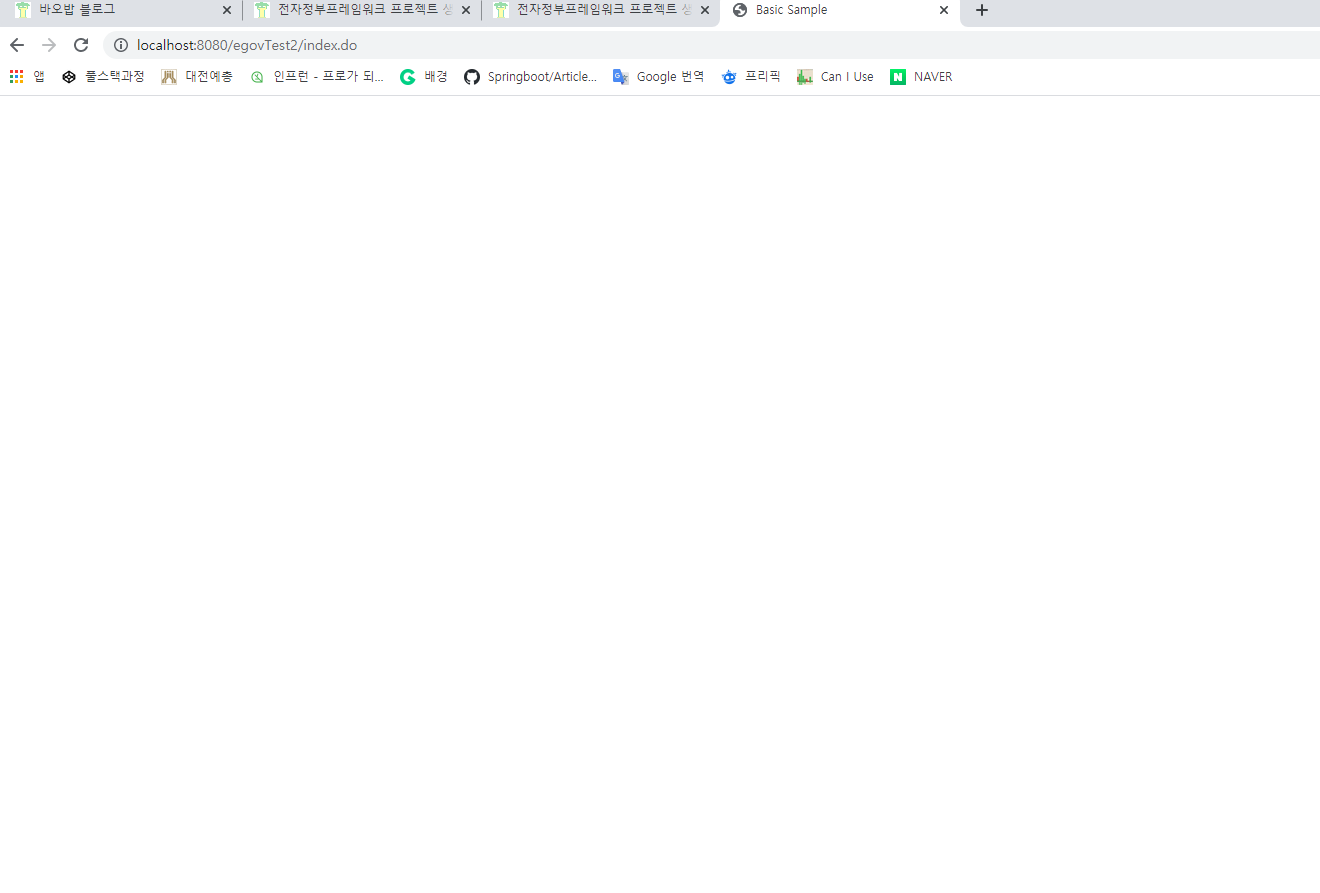 바오밥 블로그 전자정부프레임워크 프로젝트 생 전자정부프레임워크 프로젝트 생 Basic Sample
localhost:8080/egovTest2/index.do
앱 풀스택과정 대전예총 인프런 - 프로가 되... 배경 Springboot/Article... Google 번역 프리픽 Can I Use NAVER